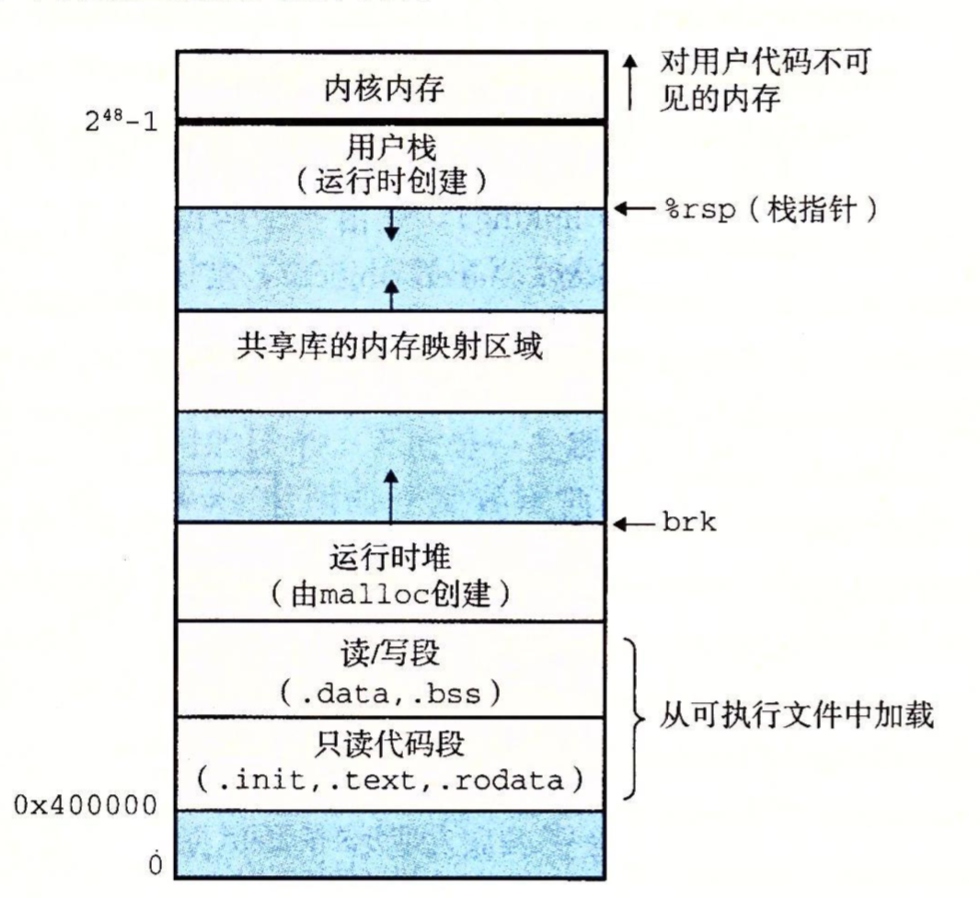 内核内存
对用户代码不可
见的内存
2⁴⁸-1
用户栈
(运行时创建)
%rsp(栈指针)
共享库的内存映射区域
brk
运行时堆
(由malloc创建)
读/写段
(.data,.bss)
从可执行文件中加载
只读代码段
(.init,.text,.rodata)
0x400000
0